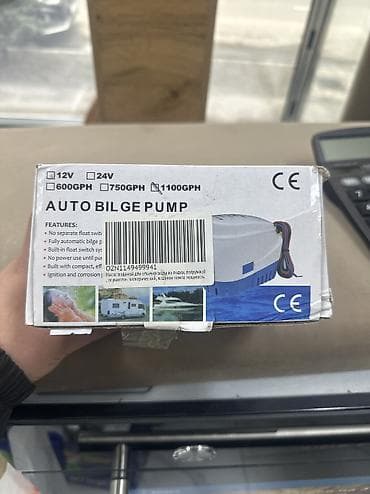 12V 24V
600GPH 750GPH 1100GPH
CE
AUTO BILGE PUMP
FEATURES:
• No separate float swit
• Fully automatic bilge p
• Built-in float switch sy
• No power use until pu
• Built with compact, eff
• Ignition and corrosion
OZN1149499941
CE